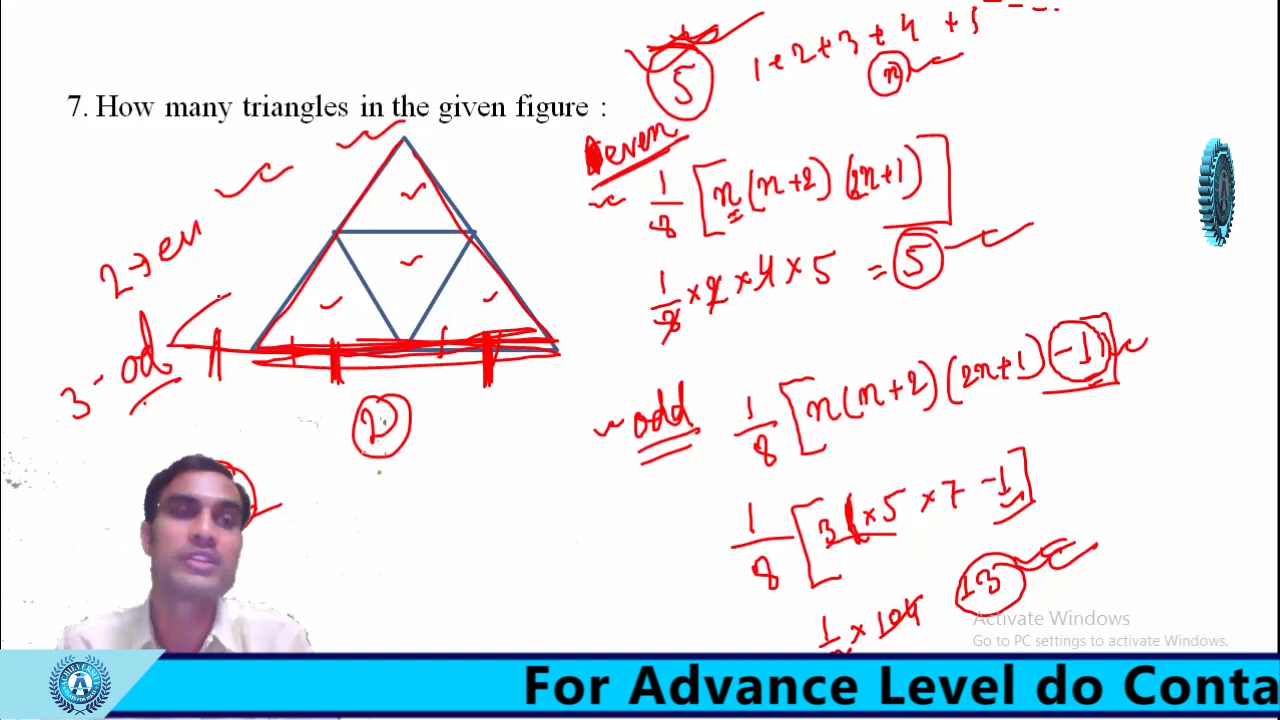 5 1+2+3+4+5---
n
7. How many triangles in the given figure :
even
1/8 [n(n+2)(2n+1)]
2→ev
1/8 × 2 × 4 × 5 = 5
3-od
2
odd 1/8 [n(n+2)(2n+1)-1]
1/8 [3 × 5 × 7 -1]
1/8 × 104 13
Activate Windows
Go to PC settings to activate Windows.
For Advance Level do Conta